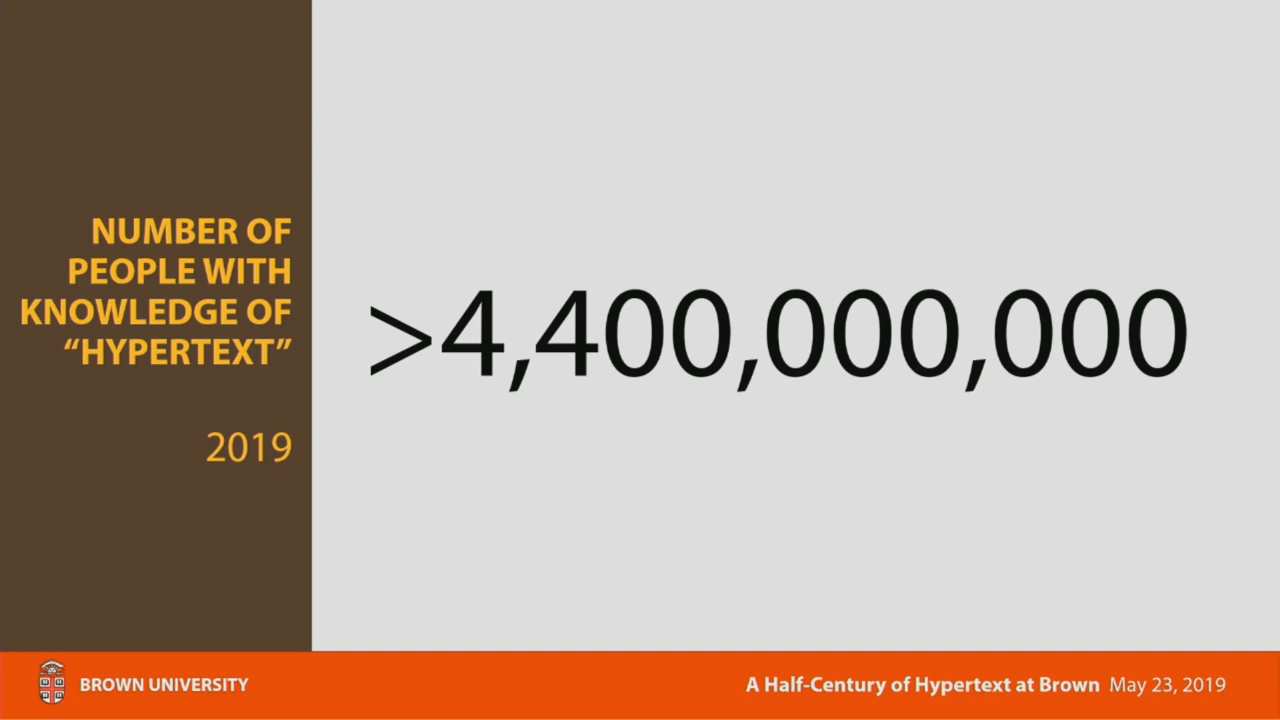 NUMBER OF
PEOPLE WITH
KNOWLEDGE OF
“HYPERTEXT”
2019
>4,400,000,000
BROWN UNIVERSITY
A Half-Century of Hypertext at Brown May 23, 2019